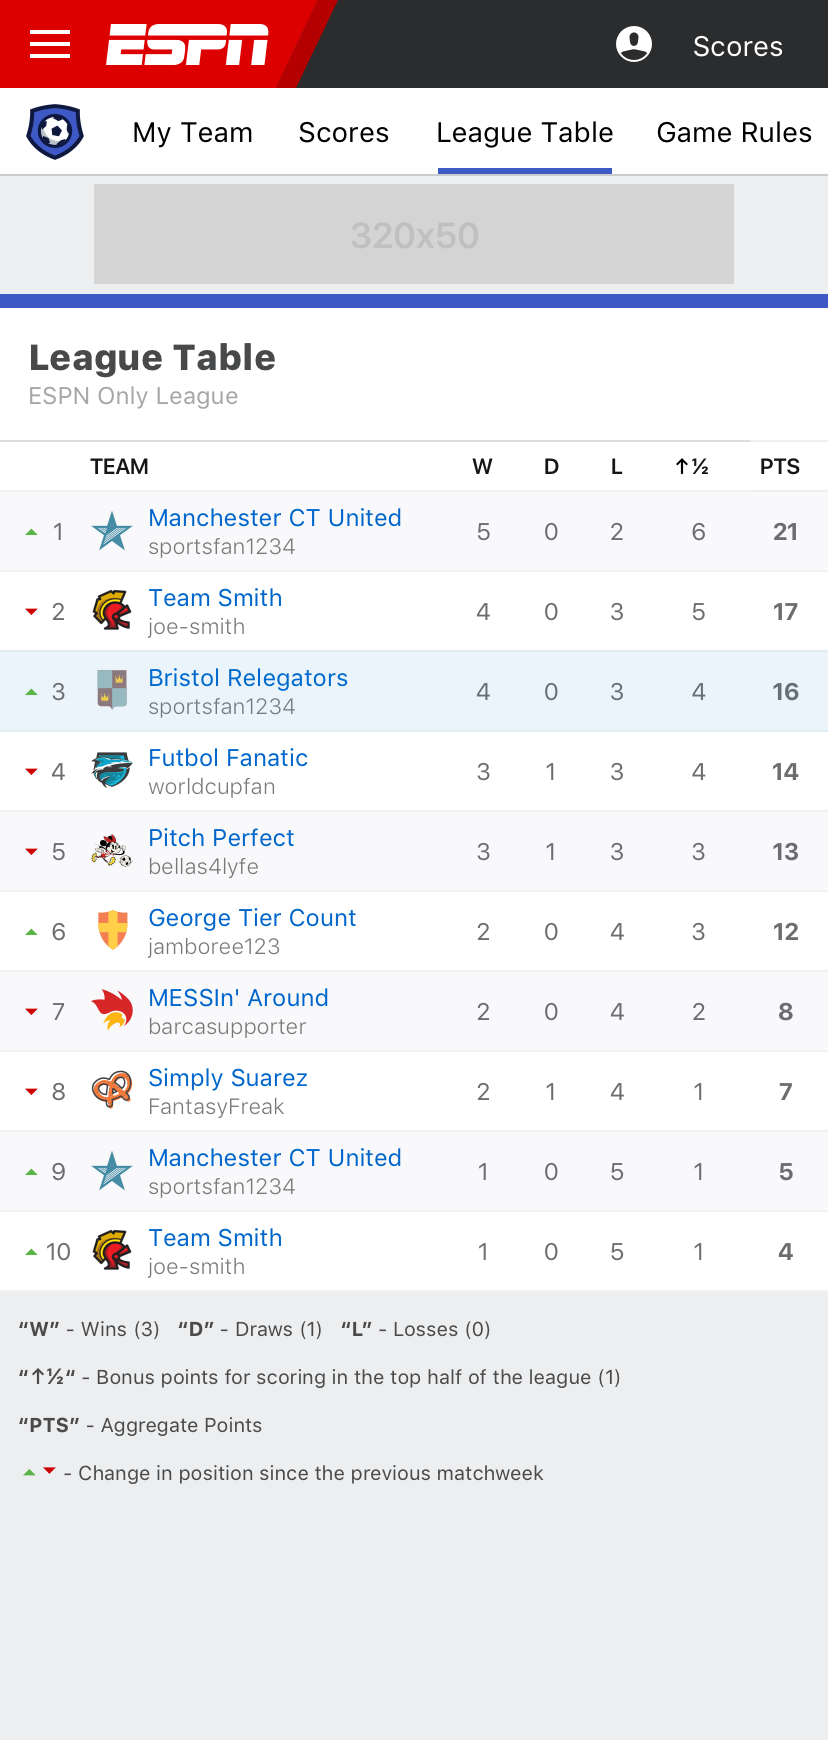 ESPN
Scores
My Team Scores League Table Game Rules
320x50
League Table
ESPN Only League
TEAM W D L ↑½ PTS
1 Manchester CT United 5 0 2 6 21
sportsfan1234
2 Team Smith 4 0 3 5 17
joe-smith
3 Bristol Relegators 4 0 3 4 16
sportsfan1234
4 Futbol Fanatic 3 1 3 4 14
worldcupfan
5 Pitch Perfect 3 1 3 3 13
bellas4lyfe
6 George Tier Count 2 0 4 3 12
jamboree123
7 MESSIn' Around 2 0 4 2 8
barcasupporter
8 Simply Suarez 2 1 4 1 7
FantasyFreak
9 Manchester CT United 1 0 5 1 5
sportsfan1234
10 Team Smith 1 0 5 1 4
joe-smith
“W” - Wins (3) “D” - Draws (1) “L” - Losses (0)
“↑½“ - Bonus points for scoring in the top half of the league (1)
“PTS” - Aggregate Points
- Change in position since the previous matchweek